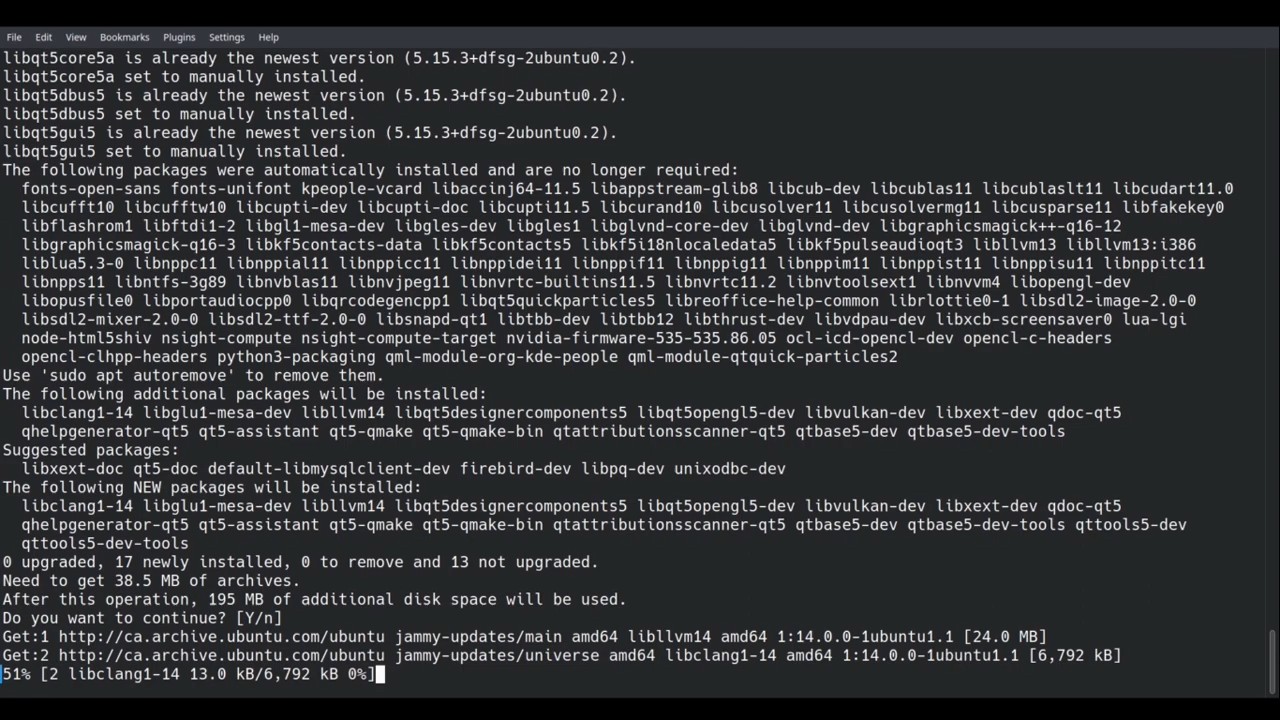 File Edit View Bookmarks Plugins Settings Help
libqt5core5a is already the newest version (5.15.3+dfsg-2ubuntu0.2).
libqt5core5a set to manually installed.
libqt5dbus5 is already the newest version (5.15.3+dfsg-2ubuntu0.2).
libqt5dbus5 set to manually installed.
libqt5gui5 is already the newest version (5.15.3+dfsg-2ubuntu0.2).
libqt5gui5 set to manually installed.
The following packages were automatically installed and are no longer required:
  fonts-open-sans fonts-unifont kpeople-vcard libaccinj64-11.5 libappstream-glib8 libcub-dev libcublas11 libcublaslt11 libcudart11.0
  libcufft10 libcufftw10 libcupti-dev libcupti-doc libcupti11.5 libcurand10 libcusolver11 libcusolvermg11 libcusparse11 libfakekey0
  libflashrom1 libftdi1-2 libgl1-mesa-dev libgles-dev libgles1 libglvnd-core-dev libglvnd-dev libgraphicsmagick++-q16-12
  libgraphicsmagick-q16-3 libkf5contacts-data libkf5contacts5 libkf5i18nlocaledata5 libkf5pulseaudioqt3 libllvm13 libllvm13:i386
  liblua5.3-0 libnppc11 libnppial11 libnppicc11 libnppidei11 libnppif11 libnppig11 libnppim11 libnppist11 libnppisu11 libnppitc11
  libnpps11 libntfs-3g89 libnvblas11 libnvjpeg11 libnvrtc-builtins11.5 libnvrtc11.2 libnvtoolsext1 libnvvm4 libopengl-dev
  libopusfile0 libportaudiocpp0 libqrcodegencpp1 libqt5quickparticles5 libreoffice-help-common librlottie0-1 libsdl2-image-2.0-0
  libsdl2-mixer-2.0-0 libsdl2-ttf-2.0-0 libsnapd-qt1 libtbb-dev libtbb12 libthrust-dev libvdpau-dev libxcb-screensaver0 lua-lgi
  node-html5shiv nsight-compute nsight-compute-target nvidia-firmware-535-535.86.05 ocl-icd-opencl-dev opencl-c-headers
  opencl-clhpp-headers python3-packaging qml-module-org-kde-people qml-module-qtquick-particles2
Use 'sudo apt autoremove' to remove them.
The following additional packages will be installed:
  libclang1-14 libglu1-mesa-dev libllvm14 libqt5designercomponents5 libqt5opengl5-dev libvulkan-dev libxext-dev qdoc-qt5
  qhelpgenerator-qt5 qt5-assistant qt5-qmake qt5-qmake-bin qtattributionsscanner-qt5 qtbase5-dev qtbase5-dev-tools
Suggested packages:
  libxext-doc qt5-doc default-libmysqlclient-dev firebird-dev libpq-dev unixodbc-dev
The following NEW packages will be installed:
  libclang1-14 libglu1-mesa-dev libllvm14 libqt5designercomponents5 libqt5opengl5-dev libvulkan-dev libxext-dev qdoc-qt5
  qhelpgenerator-qt5 qt5-assistant qt5-qmake qt5-qmake-bin qtattributionsscanner-qt5 qtbase5-dev qtbase5-dev-tools qttools5-dev
  qttools5-dev-tools
0 upgraded, 17 newly installed, 0 to remove and 13 not upgraded.
Need to get 38.5 MB of archives.
After this operation, 195 MB of additional disk space will be used.
Do you want to continue? [Y/n]
Get:1 http://ca.archive.ubuntu.com/ubuntu jammy-updates/main amd64 libllvm14 amd64 1:14.0.0-1ubuntu1.1 [24.0 MB]
Get:2 http://ca.archive.ubuntu.com/ubuntu jammy-updates/universe amd64 libclang1-14 amd64 1:14.0.0-1ubuntu1.1 [6,792 kB]
51% [2 libclang1-14 13.0 kB/6,792 kB 0%]